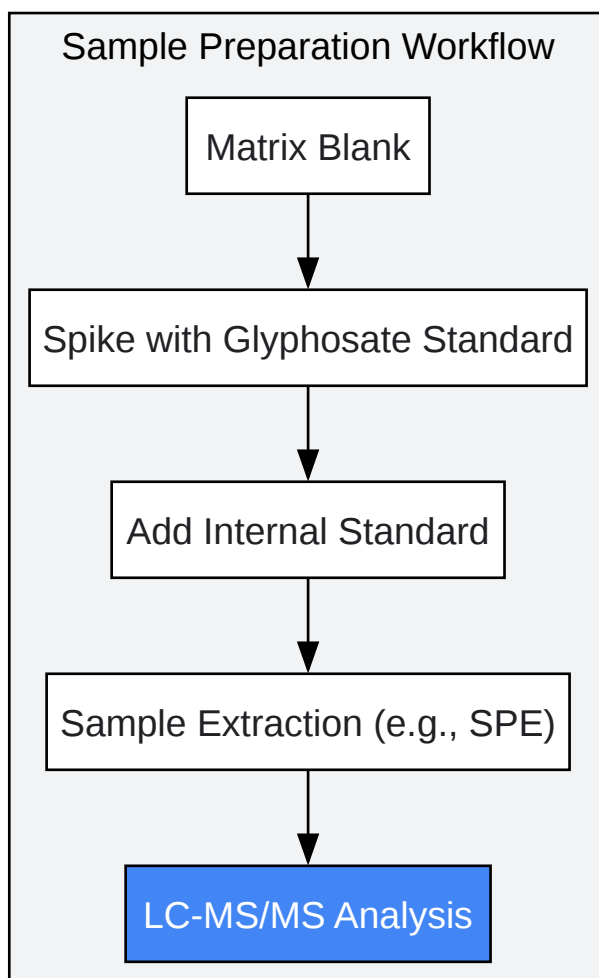 Sample Preparation Workflow
Matrix Blank
Spike with Glyphosate Standard
Add Internal Standard
Sample Extraction (e.g., SPE)
LC-MS/MS Analysis